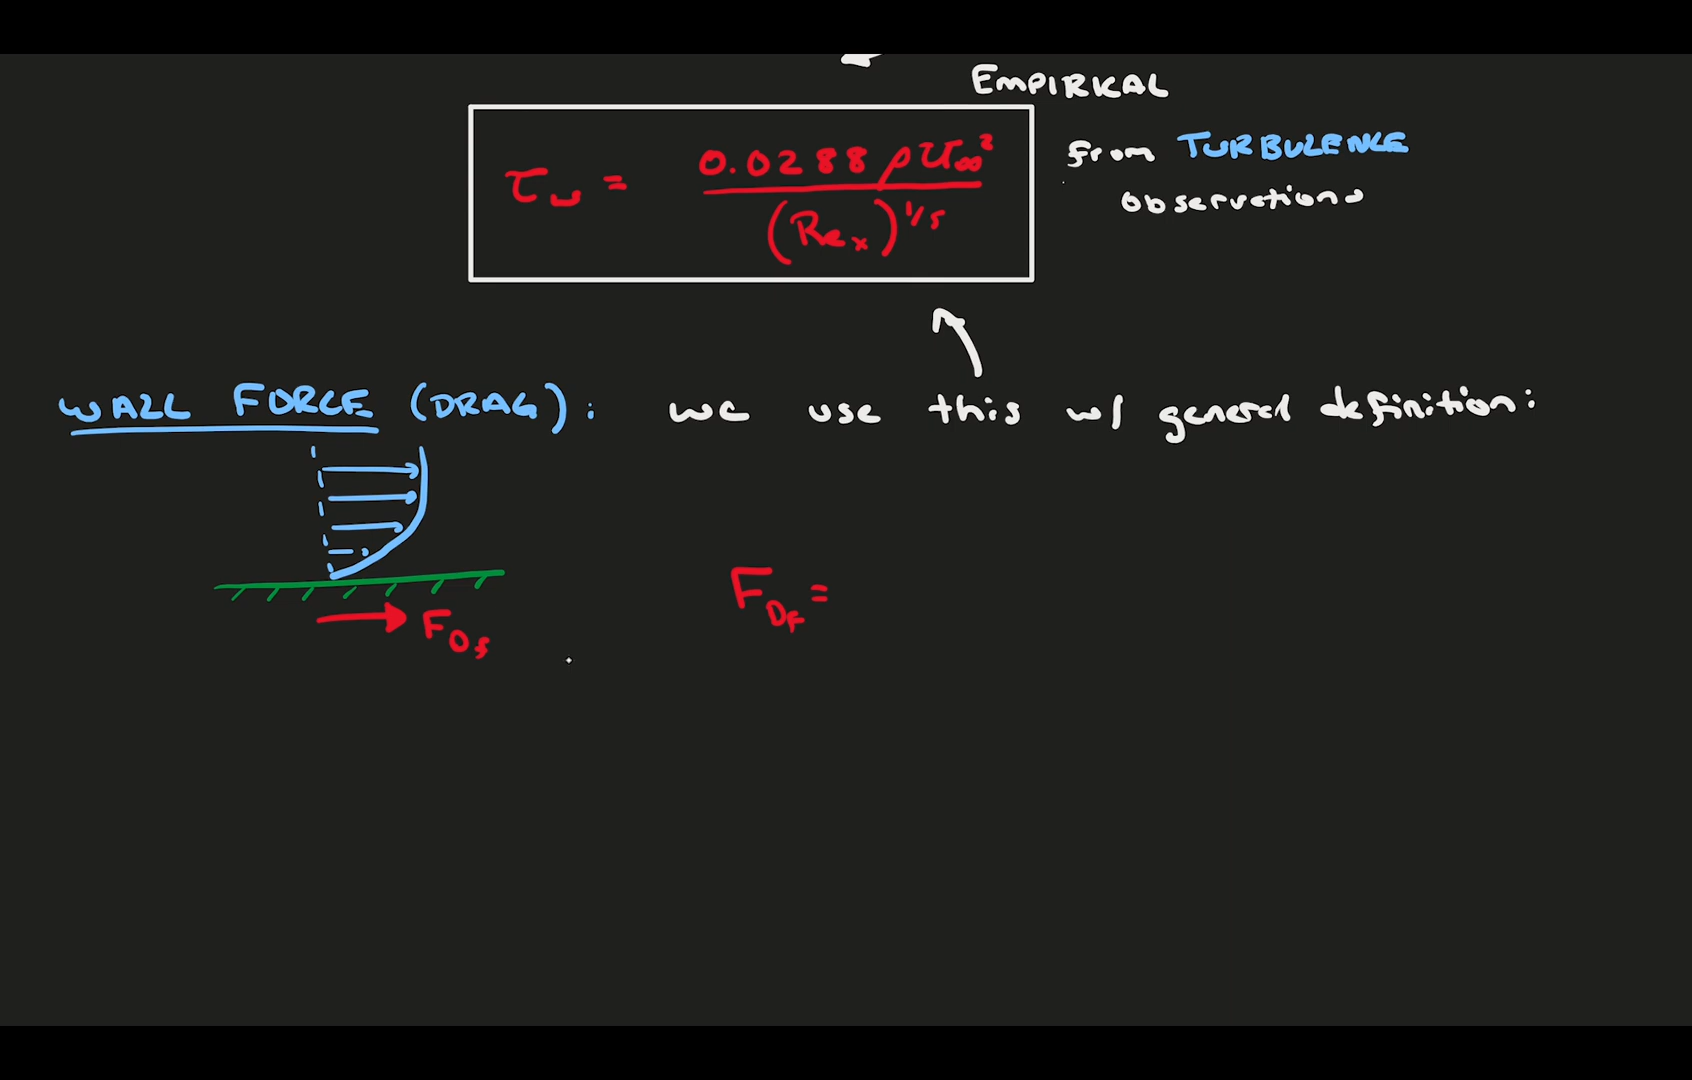 EMPIRICAL
from TURBULENCE
observations
τw = 0.0288 ρU∞² / (Rex)^1/5
WALL FORCE (DRAG): we use this w/ general definition:
FDf
FDF =